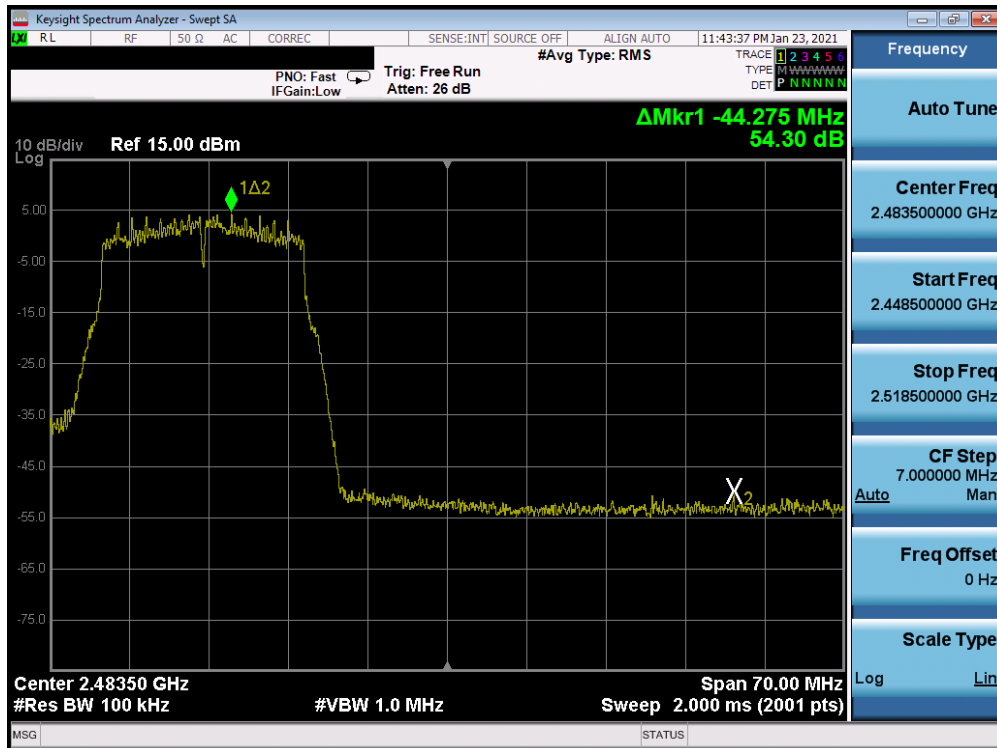 Keysight Spectrum Analyzer - Swept SA
LXI RL RF 50 Ω AC CORREC SENSE:INT SOURCE OFF ALIGN AUTO 11:43:37 PM Jan 23, 2021
#Avg Type: RMS TRACE 1 2 3 4 5 6
PNO: Fast Trig: Free Run TYPE M W W W W W
IFGain:Low Atten: 26 dB DET P N N N N N
ΔMkr1 -44.275 MHz
10 dB/div Ref 15.00 dBm 54.30 dB
Log
1Δ2
5.00
-5.00
-15.0
-25.0
-35.0
-45.0
X2
-55.0
-65.0
-75.0
Center 2.48350 GHz Span 70.00 MHz
#Res BW 100 kHz #VBW 1.0 MHz Sweep 2.000 ms (2001 pts)
MSG STATUS
Frequency
Auto Tune
Center Freq
2.483500000 GHz
Start Freq
2.448500000 GHz
Stop Freq
2.518500000 GHz
CF Step
7.000000 MHz
Auto Man
Freq Offset
0 Hz
Scale Type
Log Lin